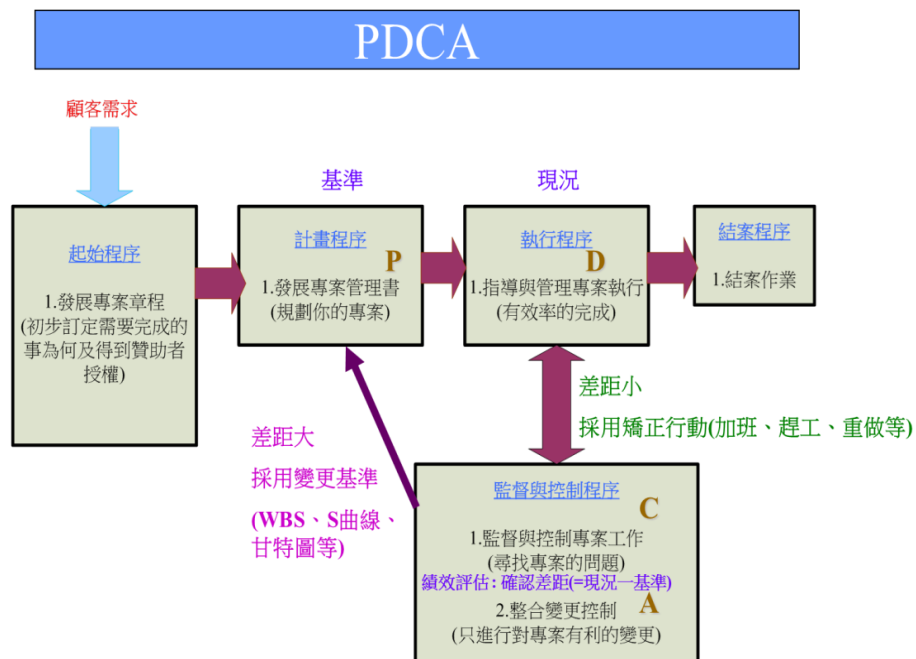 PDCA
顧客需求
基準
現況
起始程序
1.發展專案章程
(初步訂定需要完成的
事為何及得到贊助者
授權)
計畫程序
P
1.發展專案管理書
(規劃你的專案)
執行程序
D
1.指導與管理專案執行
(有效率的完成)
結案程序
1.結案作業
差距大
採用變更基準
(WBS、S曲線、
甘特圖等)
差距小
採用矯正行動(加班、趕工、重做等)
監督與控制程序
C
1.監督與控制專案工作
(尋找專案的問題)
績效評估:確認差距(=現況一基準)
A
2.整合變更控制
(只進行對專案有利的變更)